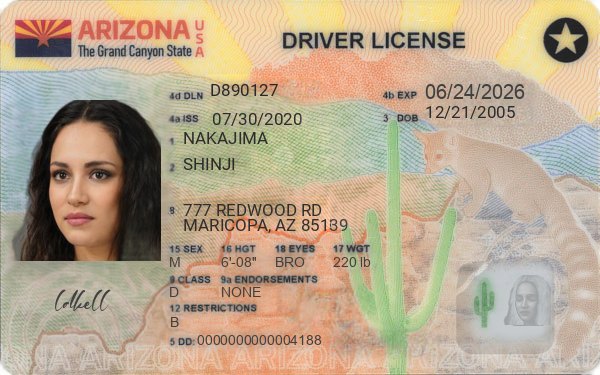 ARIZONA USA
The Grand Canyon State
DRIVER LICENSE
4d DLN D890127
4b EXP 06/24/2026
4a ISS 07/30/2020
3 DOB 12/21/2005
1 NAKAJIMA
2 SHINJI
8 777 REDWOOD RD
MARICOPA, AZ 85139
15 SEX 16 HGT 18 EYES 17 WGT
M 6'-08" BRO 220 lb
9 CLASS 9a ENDORSEMENTS
D NONE
12 RESTRICTIONS
B
5 DD: 0000000000004188
ARIZONA ARIZONA ARIZONA ARIZONA